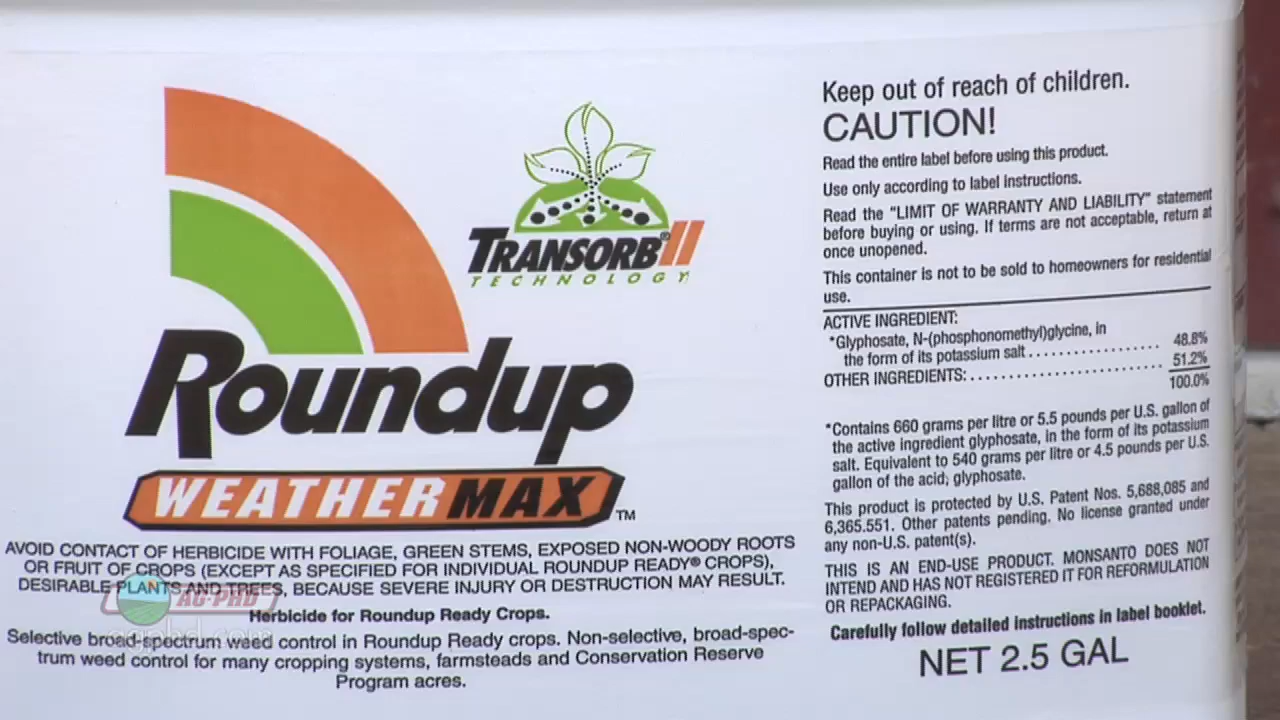 TRANSORB® II
TECHNOLOGY
Roundup
WEATHERMAX™
AVOID CONTACT OF HERBICIDE WITH FOLIAGE, GREEN STEMS, EXPOSED NON-WOODY ROOTS
OR FRUIT OF CROPS (EXCEPT AS SPECIFIED FOR INDIVIDUAL ROUNDUP READY® CROPS),
DESIRABLE PLANTS AND TREES, BECAUSE SEVERE INJURY OR DESTRUCTION MAY RESULT.
Herbicide for Roundup Ready Crops.
Selective broad-spectrum weed control in Roundup Ready crops. Non-selective, broad-spec-
trum weed control for many cropping systems, farmsteads and Conservation Reserve
Program acres.
AG-PHD
agphd.com
Keep out of reach of children.
CAUTION!
Read the entire label before using this product.
Use only according to label instructions.
Read the "LIMIT OF WARRANTY AND LIABILITY" statement
before buying or using. If terms are not acceptable, return at
once unopened.
This container is not to be sold to homeowners for residential
use.
ACTIVE INGREDIENT:
*Glyphosate, N-(phosphonomethyl)glycine, in
the form of its potassium salt . . . . . . . . . . . . . . . . . . 48.8%
OTHER INGREDIENTS: . . . . . . . . . . . . . . . . . . . . . . . . . . 51.2%
100.0%
*Contains 660 grams per litre or 5.5 pounds per U.S. gallon of
the active ingredient glyphosate, in the form of its potassium
salt. Equivalent to 540 grams per litre or 4.5 pounds per U.S.
gallon of the acid, glyphosate.
This product is protected by U.S. Patent Nos. 5,688,085 and
6,365.551. Other patents pending. No license granted under
any non-U.S. patent(s).
THIS IS AN END-USE PRODUCT. MONSANTO DOES NOT
INTEND AND HAS NOT REGISTERED IT FOR REFORMULATION
OR REPACKAGING.
Carefully follow detailed instructions in label booklet.
NET 2.5 GAL